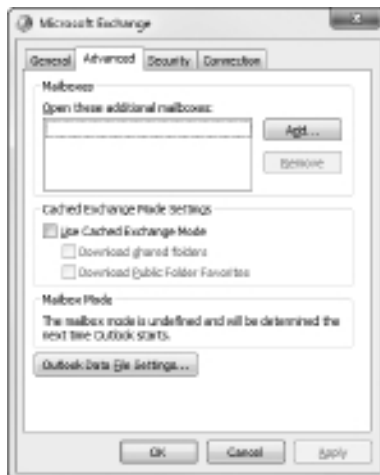 Microsoft Exchange
General Advanced Security Connection
Mailboxes
Open these additional mailboxes:
Add...
Remove
Cached Exchange Mode Settings
Use Cached Exchange Mode
Download shared folders
Download Public Folder Favorites
Mailbox Mode
The mailbox mode is undefined and will be determined the
next time Outlook starts.
Outlook Data File Settings...
OK Cancel Apply